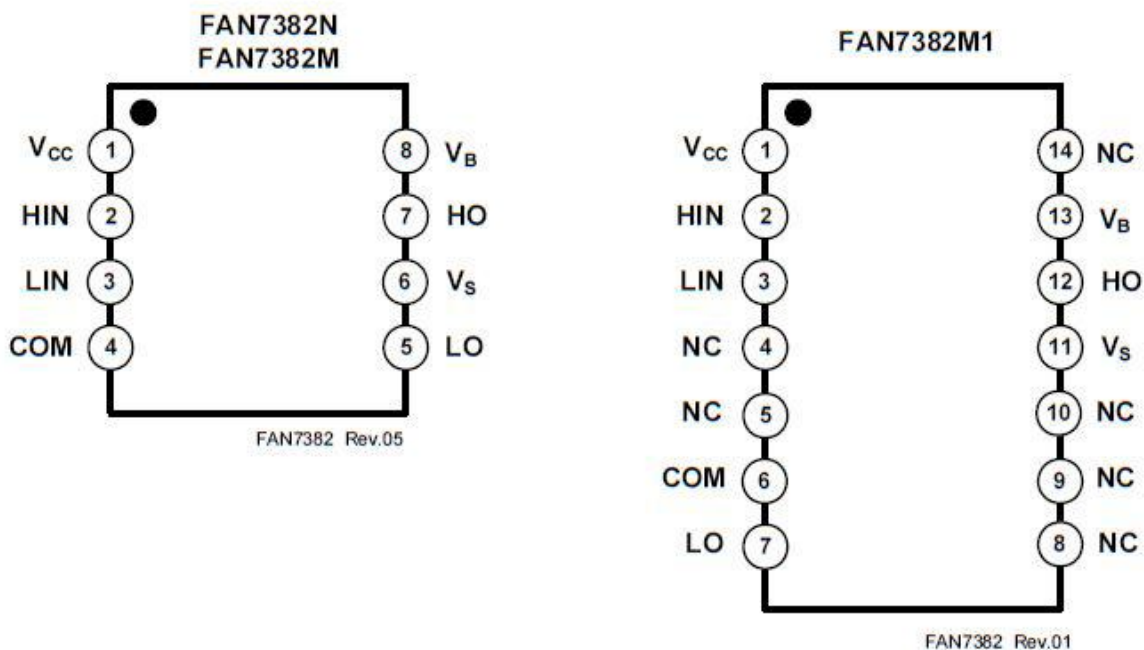 FAN7382N
FAN7382M
VCC 1 8 VB
HIN 2 7 HO
LIN 3 6 VS
COM 4 5 LO
FAN7382 Rev.05
FAN7382M1
VCC 1 14 NC
HIN 2 13 VB
LIN 3 12 HO
NC 4 11 VS
NC 5 10 NC
COM 6 9 NC
LO 7 8 NC
FAN7382 Rev.01